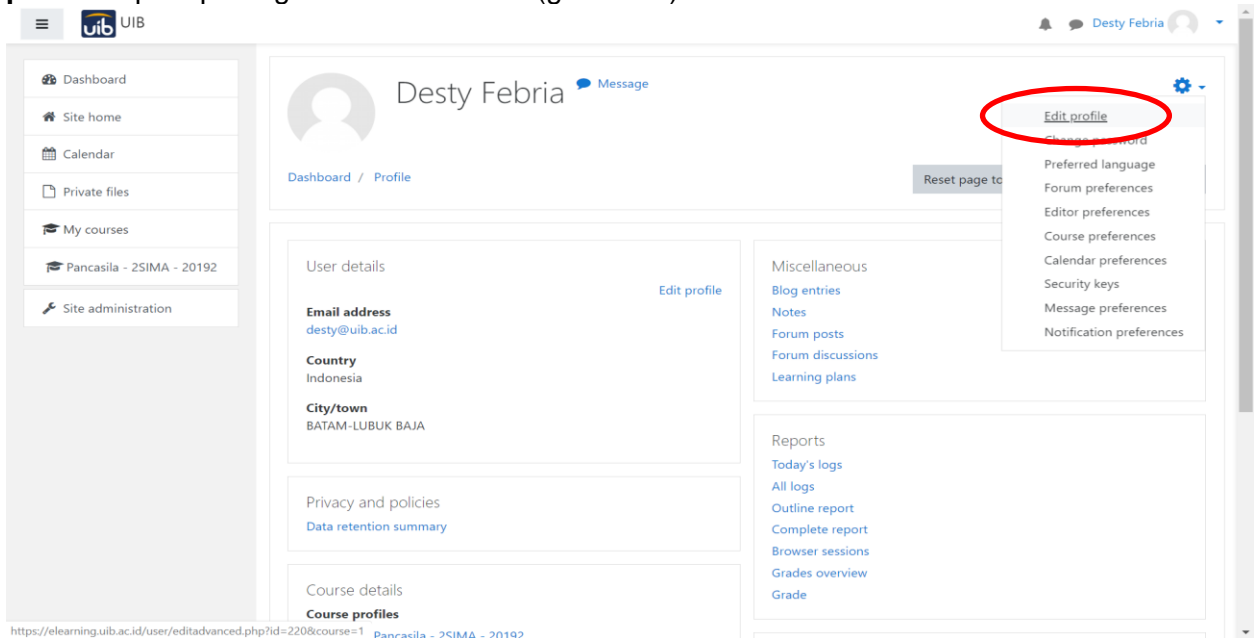 uib UIB
Desty Febria
Dashboard
Site home
Calendar
Private files
My courses
Pancasila - 2SIMA - 20192
Site administration
Desty Febria Message
Dashboard / Profile
Reset page to
Edit profile
Change password
Preferred language
Forum preferences
Editor preferences
Course preferences
Calendar preferences
Security keys
Message preferences
Notification preferences
User details
Edit profile
Email address
desty@uib.ac.id
Country
Indonesia
City/town
BATAM-LUBUK BAJA
Privacy and policies
Data retention summary
Course details
Course profiles
Pancasila - 2SIMA - 20192
Miscellaneous
Blog entries
Notes
Forum posts
Forum discussions
Learning plans
Reports
Today's logs
All logs
Outline report
Complete report
Browser sessions
Grades overview
Grade
https://elearning.uib.ac.id/user/editadvanced.php?id=220&course=1